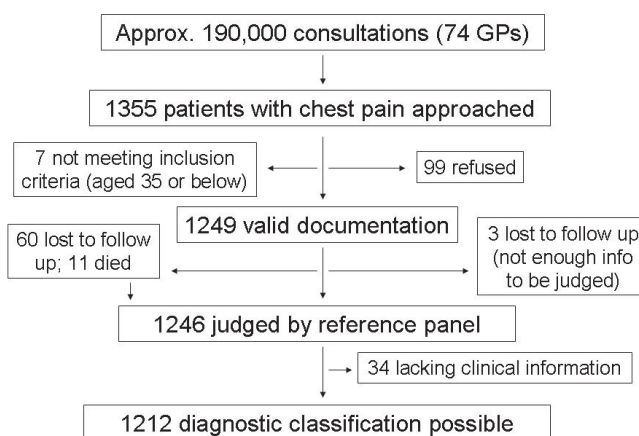 Approx. 190,000 consultations (74 GPs)
1355 patients with chest pain approached
7 not meeting inclusion
criteria (aged 35 or below)
99 refused
1249 valid documentation
60 lost to follow
up; 11 died
3 lost to follow up
(not enough info
to be judged)
1246 judged by reference panel
34 lacking clinical information
1212 diagnostic classification possible